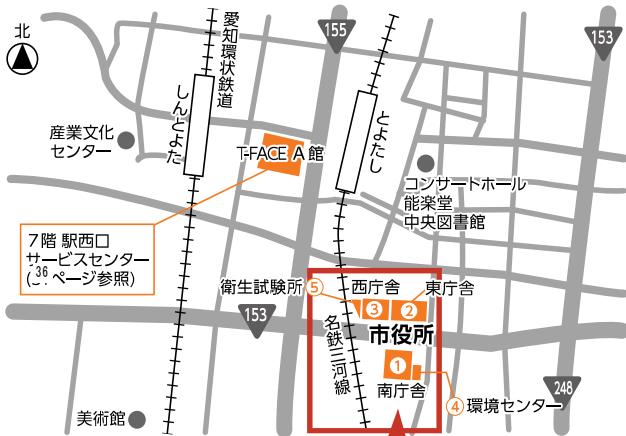 北
愛知環状鉄道
しんとよた
155
153
とよたし
産業文化
センター
T-FACE A 館
コンサートホール
能楽堂
中央図書館
7階 駅西口
サービスセンター
(36ページ参照)
衛生試験所⑤
西庁舎
東庁舎
③
②
153
市役所
名鉄三河線
①
南庁舎
248
④環境センター
美術館